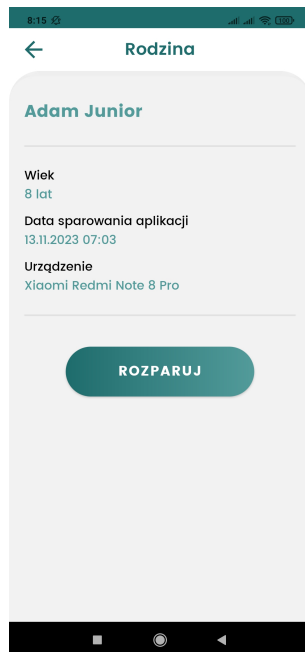 8:15
100
Rodzina
Adam Junior
Wiek
8 lat
Data sparowania aplikacji
13.11.2023 07:03
Urządzenie
Xiaomi Redmi Note 8 Pro
ROZPARUJ